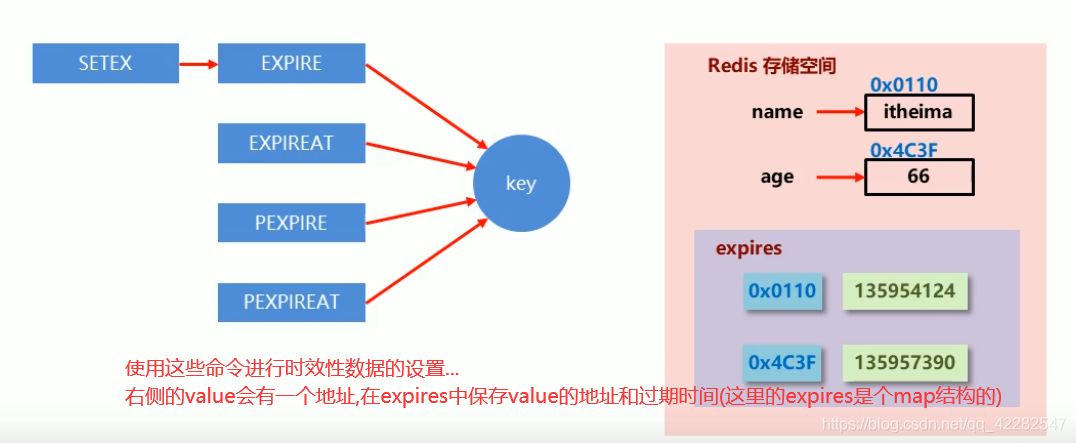 SETEX
EXPIRE
EXPIREAT
PEXPIRE
PEXPIREAT
key
Redis 存储空间
0x0110
name
itheima
0x4C3F
age
66
expires
0x0110
135954124
0x4C3F
135957390
使用这些命令进行时效性数据的设置...
右侧的value会有一个地址,在expires中保存value的地址和过期时间(这里的expires是个map结构的)
https://blog.csdn.net/qq_42282547